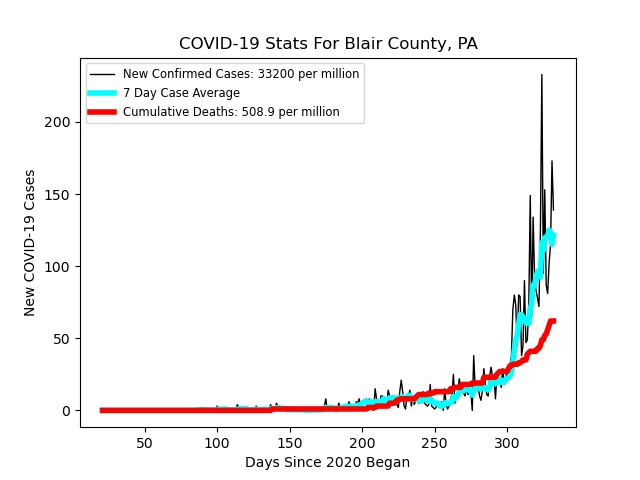 COVID-19 Stats For Blair County, PA
New Confirmed Cases: 33200 per million
7 Day Case Average
Cumulative Deaths: 508.9 per million
New COVID-19 Cases
200
150
100
50
0
50 100 150 200 250 300
Days Since 2020 Began